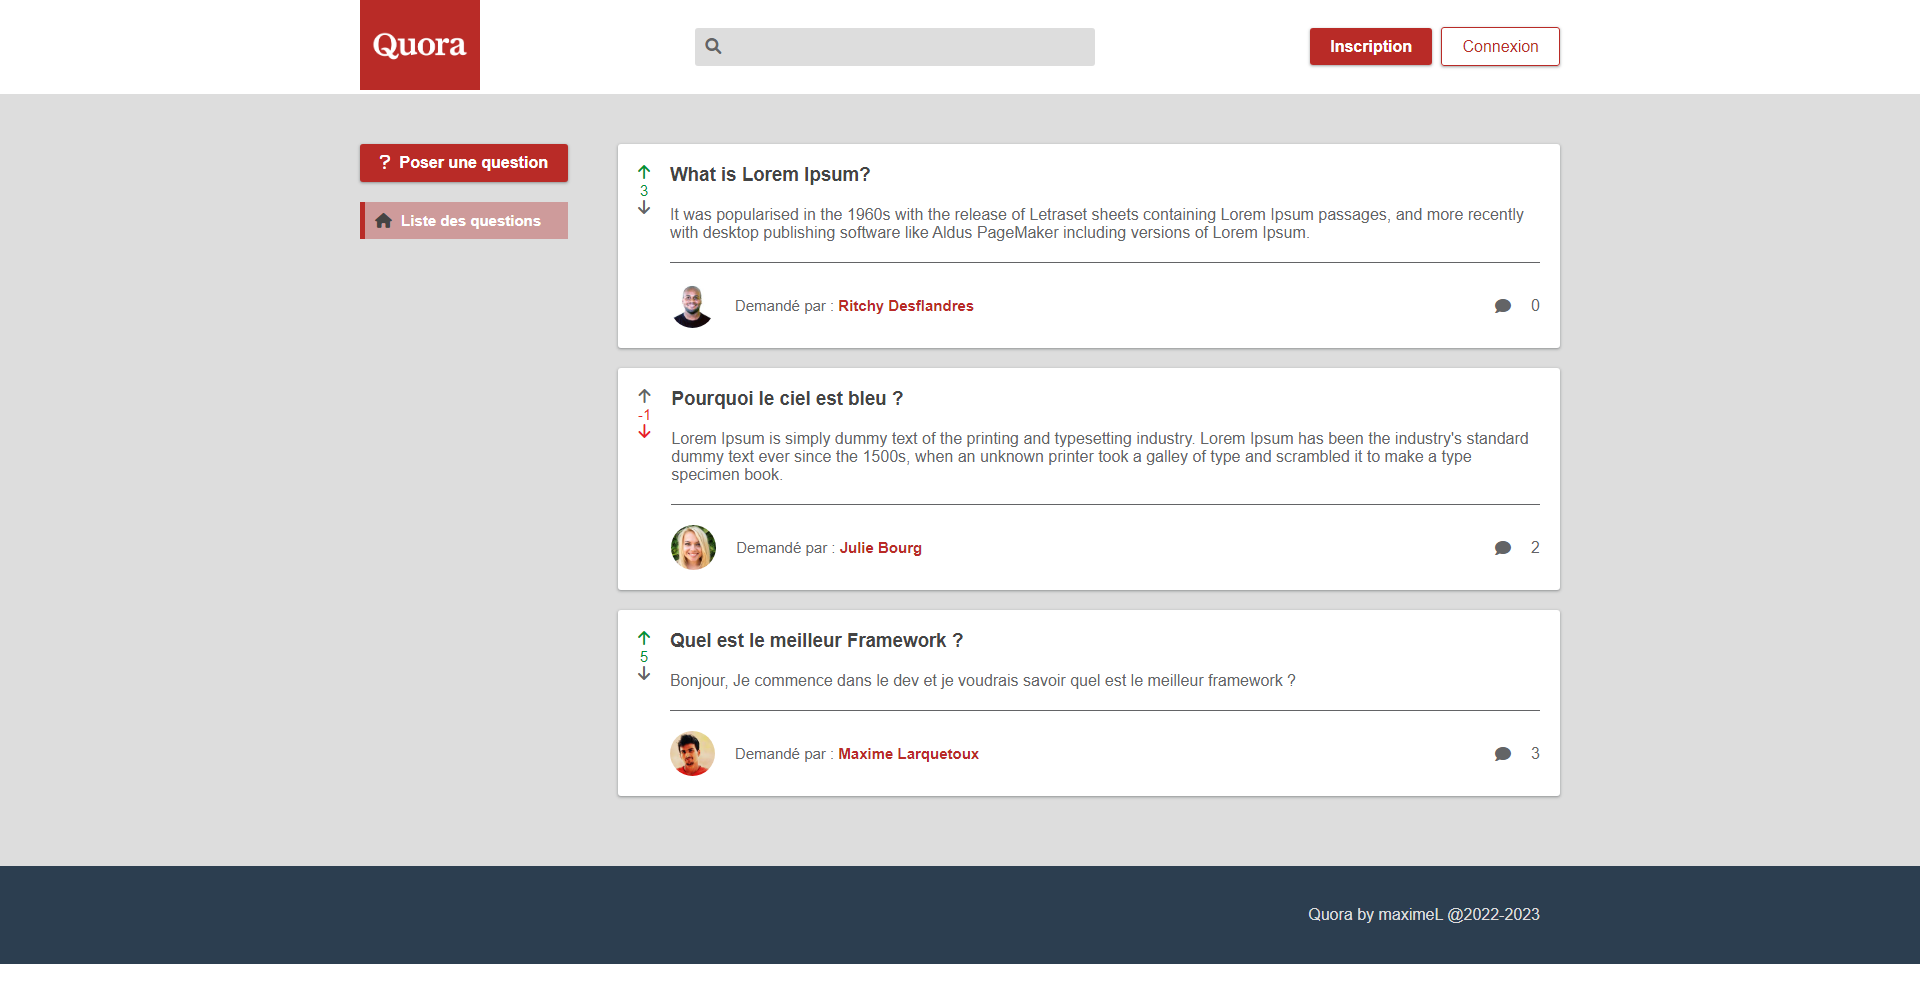 Quora
Inscription
Connexion
? Poser une question
Liste des questions
What is Lorem Ipsum?
3
It was popularised in the 1960s with the release of Letraset sheets containing Lorem Ipsum passages, and more recently
with desktop publishing software like Aldus PageMaker including versions of Lorem Ipsum.
Demandé par : Ritchy Desflandres
0
Pourquoi le ciel est bleu ?
-1
Lorem Ipsum is simply dummy text of the printing and typesetting industry. Lorem Ipsum has been the industry's standard
dummy text ever since the 1500s, when an unknown printer took a galley of type and scrambled it to make a type
specimen book.
Demandé par : Julie Bourg
2
Quel est le meilleur Framework ?
5
Bonjour, Je commence dans le dev et je voudrais savoir quel est le meilleur framework ?
Demandé par : Maxime Larquetoux
3
Quora by maximeL @2022-2023